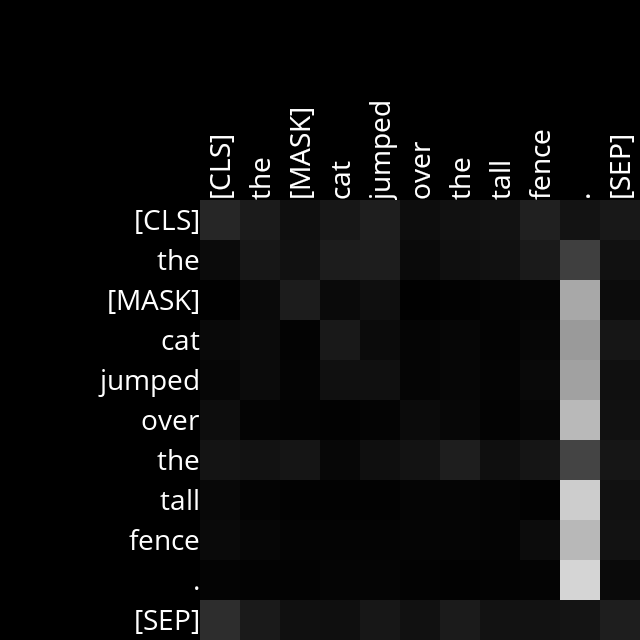 [CLS] the [MASK] cat jumped over the tall fence . [SEP]
[CLS]
the
[MASK]
cat
jumped
over
the
tall
fence
.
[SEP]